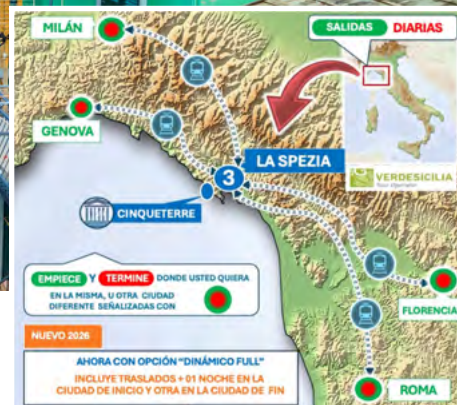 MILÁN
SALIDAS DIARIAS
GENOVA
LA SPEZIA
3
VERDESICILIA
Tour Operador
CINQUETERRE
EMPIECE Y TERMINE DONDE USTED QUIERA
EN LA MISMA, U OTRA CIUDAD
DIFERENTE SEÑALIZADAS CON
FLORENCIA
NUEVO 2026
AHORA CON OPCIÓN "DINÁMICO FULL"
INCLUYE TRASLADOS + 01 NOCHE EN LA
CIUDAD DE INICIO Y OTRA EN LA CIUDAD DE FIN
ROMA